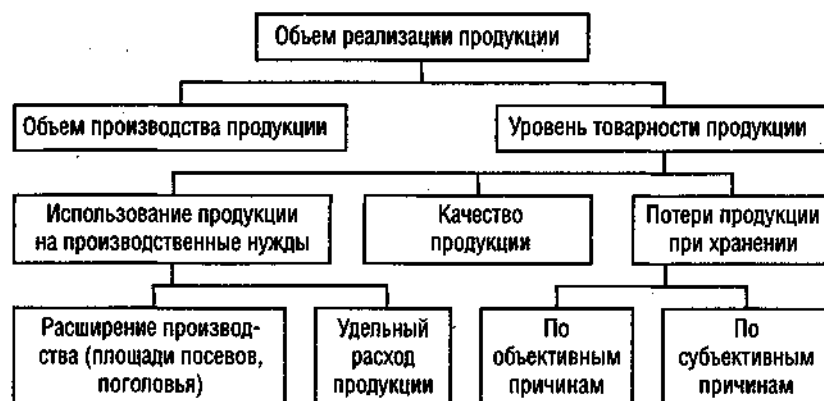 Объем реализации продукции
Объем производства продукции
Уровень товарности продукции
Использование продукции
на производственные нужды
Качество
продукции
Потери продукции
при хранении
Расширение производ-
ства (площади посевов,
поголовья)
Удельный
расход
продукции
По
объективным
причинам
По
субъективным
причинам